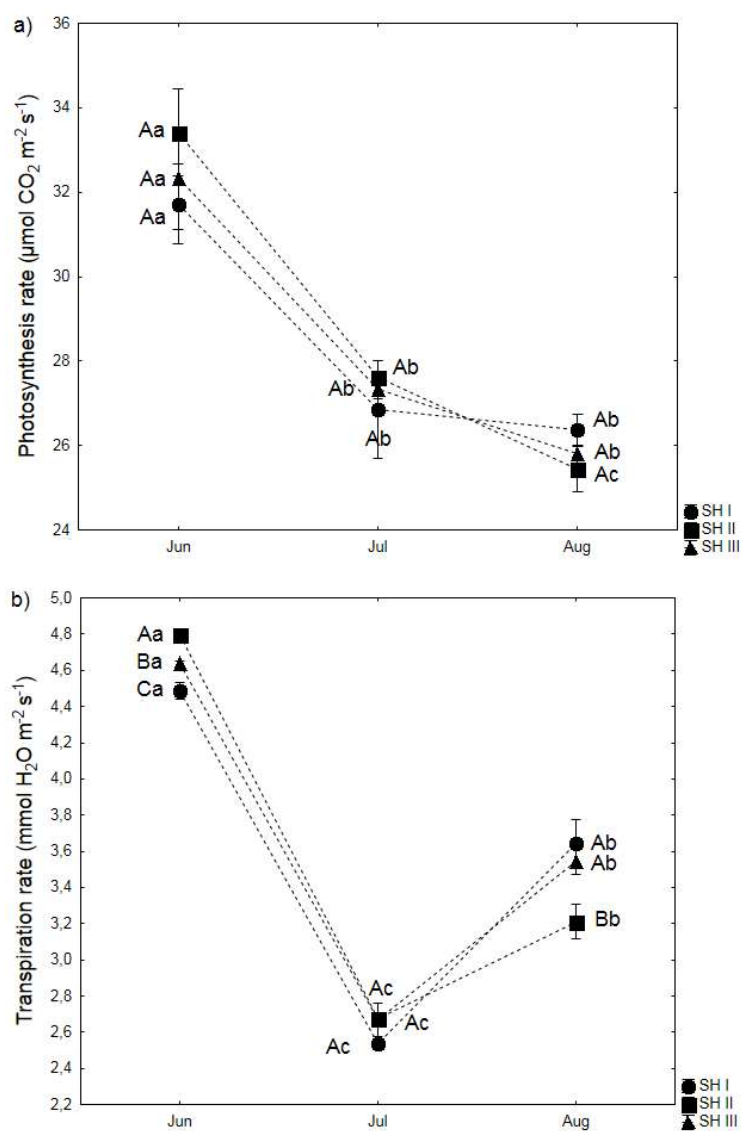 a)
Photosynthesis rate (µmol CO₂ m⁻² s⁻¹)
36
34
32
30
28
26
24
Aa
Aa
Aa
Ab
Ab
Ab
Ab
Ab
Ac
Jun Jul Aug
SH I
SH II
SH III
b)
Transpiration rate (mmol H₂O m⁻² s⁻¹)
5,0
4,8
4,6
4,4
4,2
4,0
3,8
3,6
3,4
3,2
3,0
2,8
2,6
2,4
2,2
Aa
Ba
Ca
Ac
Ac
Ac
Ab
Ab
Bb
Jun Jul Aug
SH I
SH II
SH III